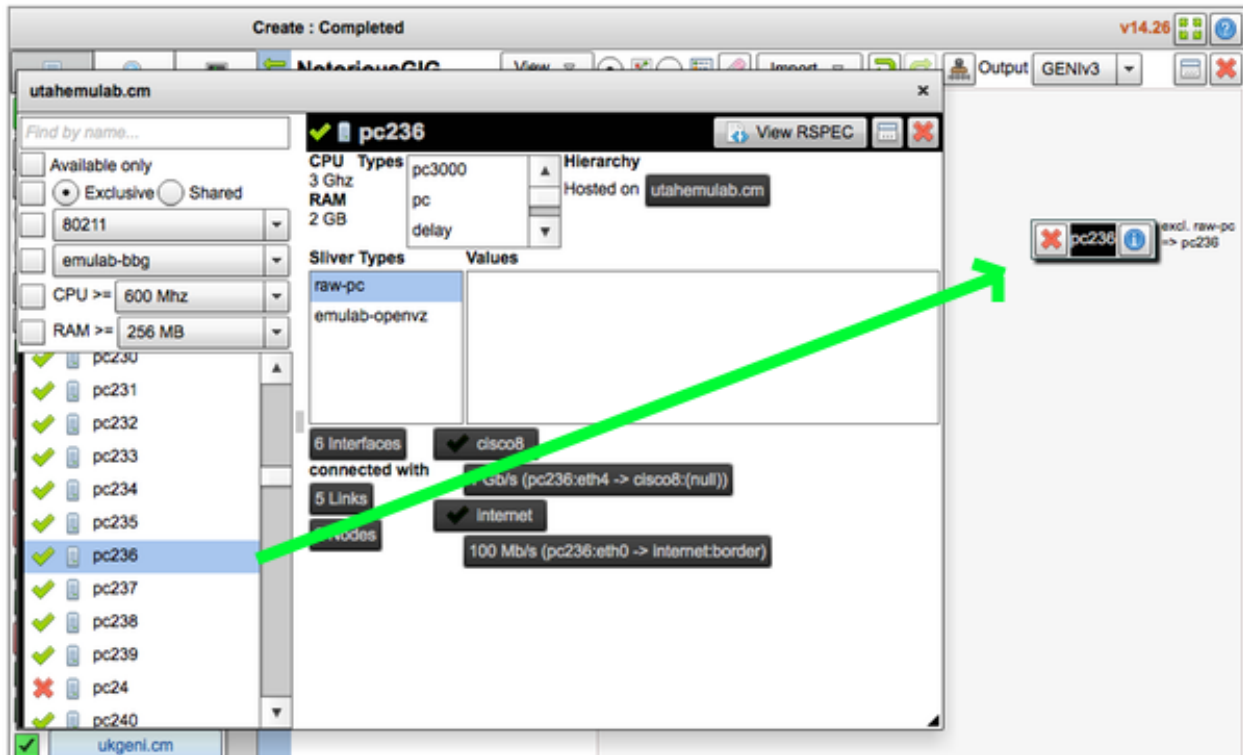 Create : Completed
v14.26
NotoriousGIG
View
Import
Output
GENIv3
utahemulab.cm
Find by name...
Available only
Exclusive Shared
80211
emulab-bbg
CPU >= 600 Mhz
RAM >= 256 MB
pc230
pc231
pc232
pc233
pc234
pc235
pc236
pc237
pc238
pc239
pc24
pc240
ukgeni.cm
pc236
View RSPEC
CPU
3 Ghz
RAM
2 GB
Types
pc3000
pc
delay
Hierarchy
Hosted on utahemulab.cm
Sliver Types
raw-pc
emulab-openvz
Values
6 Interfaces
connected with
5 Links
Nodes
cisco8
Gb/s (pc236:eth4 -> cisco8:(null))
internet
100 Mb/s (pc236:eth0 -> internet:border)
pc236
excl. raw-pc
=> pc236